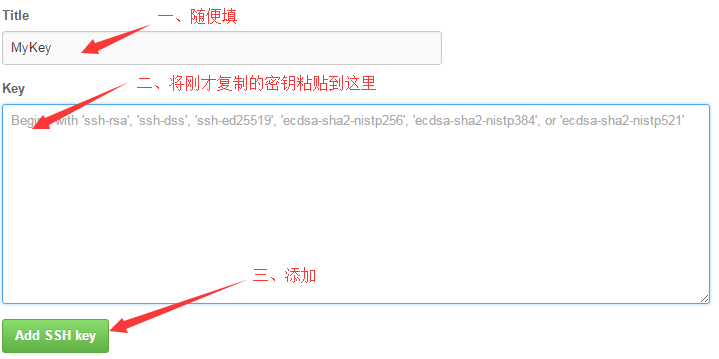 Title
一、随便填
MyKey
Key
二、将刚才复制的密钥粘贴到这里
Begins with 'ssh-rsa', 'ssh-dss', 'ssh-ed25519', 'ecdsa-sha2-nistp256', 'ecdsa-sha2-nistp384', or 'ecdsa-sha2-nistp521'
三、添加
Add SSH key